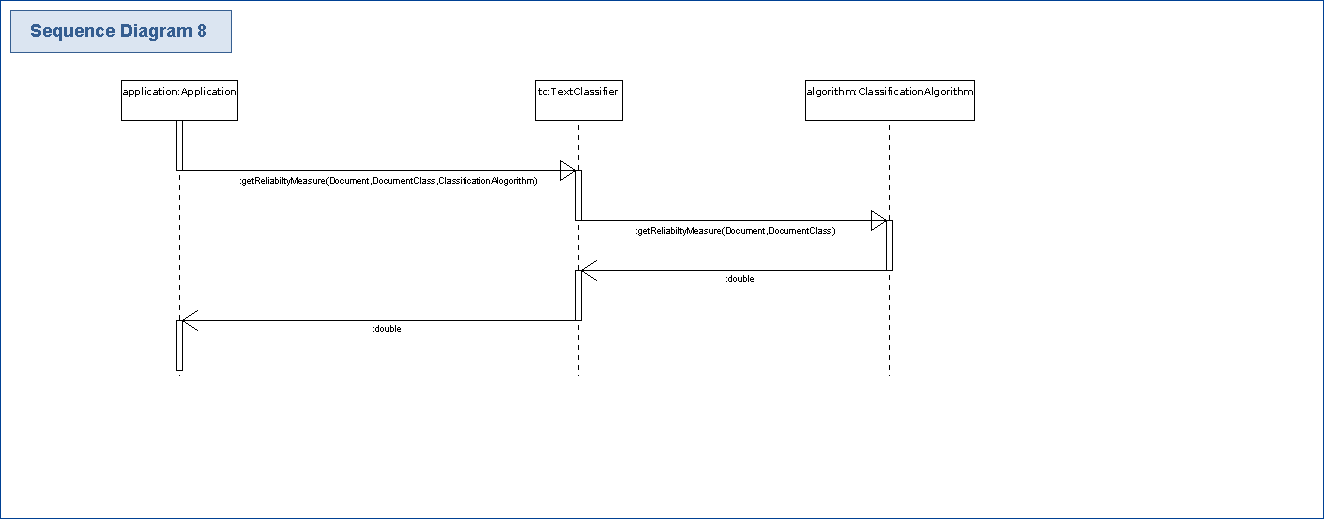 Sequence Diagram 8
application:Application
tc:TextClassifier
algorithm:ClassificationAlgorithm
:getReliabiltyMeasure(Document,DocumentClass,ClassificationAlogorithm)
:getReliabiltyMeasure(Document,DocumentClass)
:double
:double